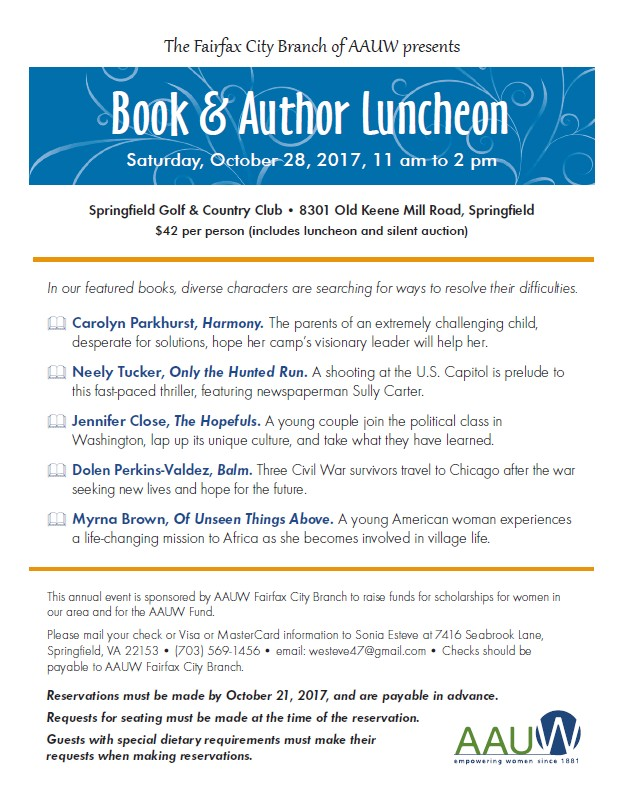 The Fairfax City Branch of AAUW presents
Book & Author Luncheon
Saturday, October 28, 2017, 11 am to 2 pm
Springfield Golf & Country Club • 8301 Old Keene Mill Road, Springfield
$42 per person (includes luncheon and silent auction)
In our featured books, diverse characters are searching for ways to resolve their difficulties.
Carolyn Parkhurst, Harmony. The parents of an extremely challenging child,
desperate for solutions, hope her camp's visionary leader will help her.
Neely Tucker, Only the Hunted Run. A shooting at the U.S. Capitol is prelude to
this fast-paced thriller, featuring newspaperman Sully Carter.
Jennifer Close, The Hopefuls. A young couple join the political class in
Washington, lap up its unique culture, and take what they have learned.
Dolen Perkins-Valdez, Balm. Three Civil War survivors travel to Chicago after the war
seeking new lives and hope for the future.
Myrna Brown, Of Unseen Things Above. A young American woman experiences
a life-changing mission to Africa as she becomes involved in village life.
This annual event is sponsored by AAUW Fairfax City Branch to raise funds for scholarships for women in
our area and for the AAUW Fund.
Please mail your check or Visa or MasterCard information to Sonia Esteve at 7416 Seabrook Lane,
Springfield, VA 22153 • (703) 569-1456 • email: westeve47@gmail.com • Checks should be
payable to AAUW Fairfax City Branch.
Reservations must be made by October 21, 2017, and are payable in advance.
Requests for seating must be made at the time of the reservation.
Guests with special dietary requirements must make their
requests when making reservations.
AAUW
empowering women since 1881